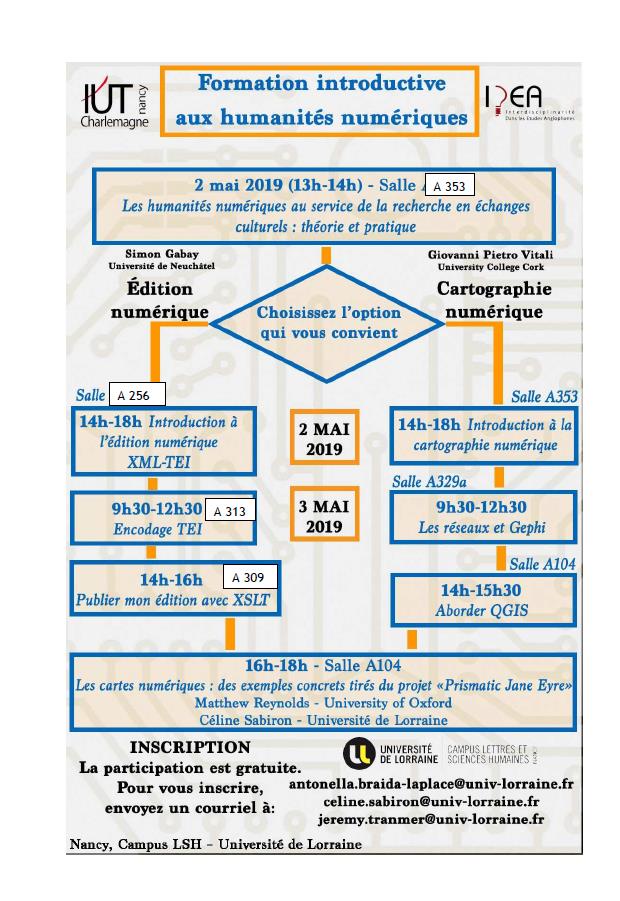 IUT
Charlemagne
nancy
Formation introductive
aux humanités numériques
IDEA
Interdisciplinarité
Dans les Etudes Anglophones
2 mai 2019 (13h-14h) - Salle A 353
Les humanités numériques au service de la recherche en échanges
culturels : théorie et pratique
Simon Gabay
Université de Neuchâtel
Édition
numérique
Giovanni Pietro Vitali
University College Cork
Cartographie
numérique
Choisissez l'option
qui vous convient
Salle A 256
14h-18h Introduction à
l'édition numérique
XML-TEI
2 MAI
2019
Salle A353
14h-18h Introduction à la
cartographie numérique
9h30-12h30 A 313
Encodage TEI
3 MAI
2019
Salle A329a
9h30-12h30
Les réseaux et Gephi
14h-16h A 309
Publier mon édition avec XSLT
Salle A104
14h-15h30
Aborder QGIS
16h-18h - Salle A104
Les cartes numériques : des exemples concrets tirés du projet «Prismatic Jane Eyre»
Matthew Reynolds - University of Oxford
Céline Sabiron - Université de Lorraine
INSCRIPTION
La participation est gratuite.
Pour vous inscrire,
envoyez un courriel à:
UNIVERSITÉ
DE LORRAINE
CAMPUS LETTRES ET
SCIENCES HUMAINES
antonella.braida-laplace@univ-lorraine.fr
celine.sabiron@univ-lorraine.fr
jeremy.tranmer@univ-lorraine.fr
Nancy, Campus LSH - Université de Lorraine